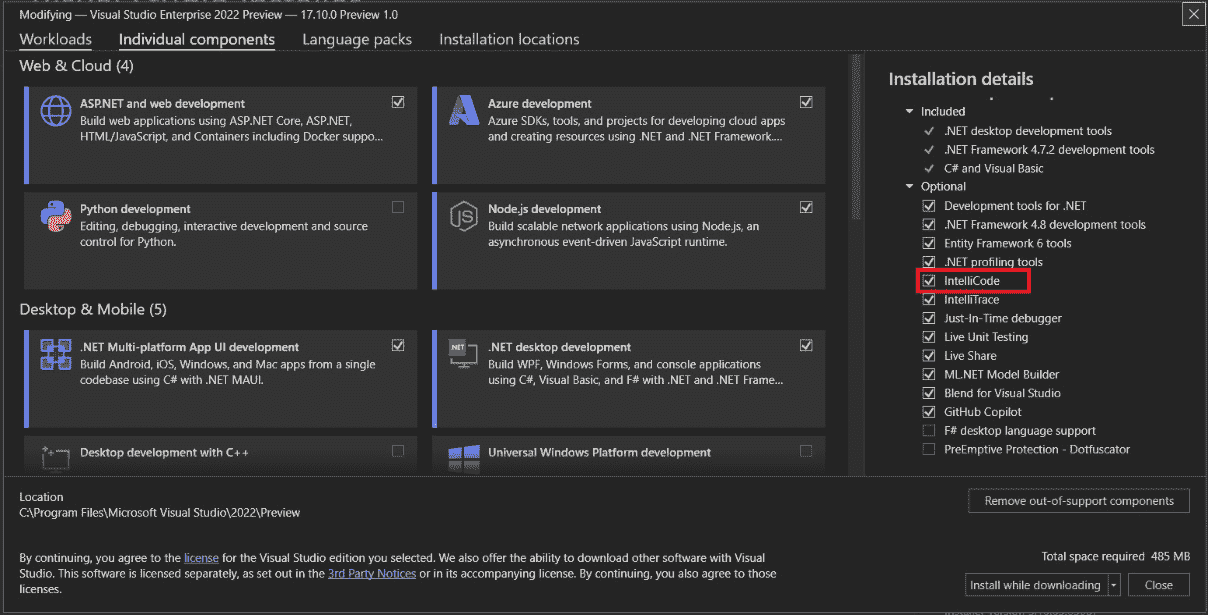 Modifying — Visual Studio Enterprise 2022 Preview — 17.10.0 Preview 1.0
Workloads
Individual components
Language packs
Installation locations
Web & Cloud (4)
ASP.NET and web development
Build web applications using ASP.NET Core, ASP.NET,
HTML/JavaScript, and Containers including Docker suppo...
Azure development
Azure SDKs, tools, and projects for developing cloud apps
and creating resources using .NET and .NET Framework....
Python development
Editing, debugging, interactive development and source
control for Python.
JS
Node.js development
Build scalable network applications using Node.js, an
asynchronous event-driven JavaScript runtime.
Desktop & Mobile (5)
.NET Multi-platform App UI development
Build Android, iOS, Windows, and Mac apps from a single
codebase using C# with .NET MAUI.
.NET
.NET desktop development
Build WPF, Windows Forms, and console applications
using C#, Visual Basic, and F# with .NET and .NET Frame...
Desktop development with C++
Universal Windows Platform development
Installation details
Included
.NET desktop development tools
.NET Framework 4.7.2 development tools
C# and Visual Basic
Optional
Development tools for .NET
.NET Framework 4.8 development tools
Entity Framework 6 tools
.NET profiling tools
IntelliCode
IntelliTrace
Just-In-Time debugger
Live Unit Testing
Live Share
ML.NET Model Builder
Blend for Visual Studio
GitHub Copilot
F# desktop language support
PreEmptive Protection - Dotfuscator
Location
C:\Program Files\Microsoft Visual Studio\2022\Preview
Remove out-of-support components
By continuing, you agree to the license for the Visual Studio edition you selected. We also offer the ability to download other software with Visual
Studio. This software is licensed separately, as set out in the 3rd Party Notices or in its accompanying license. By continuing, you also agree to those
licenses.
Total space required 485 MB
Install while downloading
Close